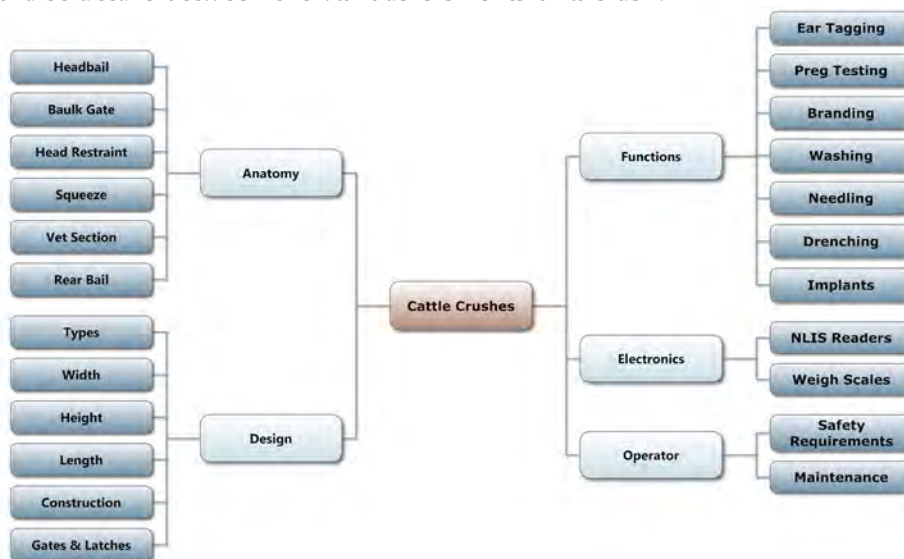 Headbail
Baulk Gate
Head Restraint
Squeeze
Vet Section
Rear Bail
Anatomy
Types
Width
Height
Length
Construction
Gates & Latches
Design
Cattle Crushes
Functions
Ear Tagging
Preg Testing
Branding
Washing
Needling
Drenching
Implants
Electronics
NLIS Readers
Weigh Scales
Operator
Safety
Requirements
Maintenance